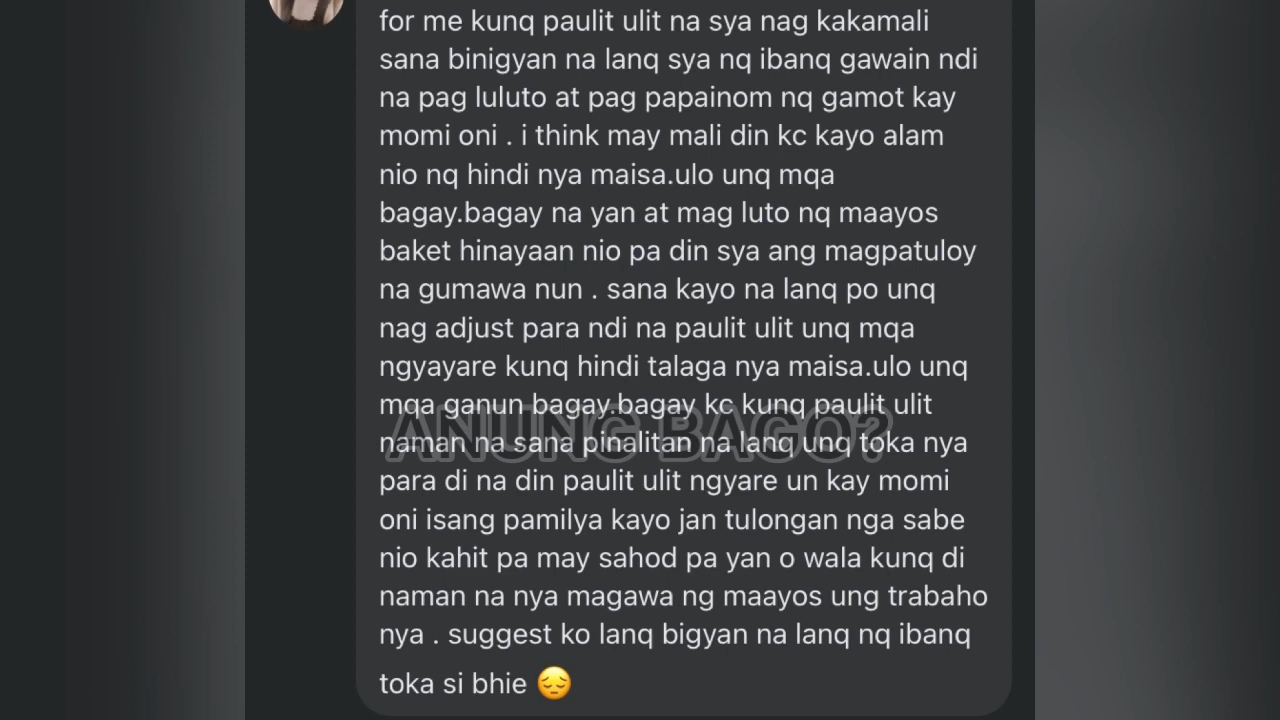 for me kunq paulit ulit na sya nag kakamali
sana binigyan na lanq sya nq ibanq gawain ndi
na pag luluto at pag papainom nq gamot kay
momi oni . i think may mali din kc kayo alam
nio nq hindi nya maisa.ulo unq mqa
bagay.bagay na yan at mag luto nq maayos
baket hinayaan nio pa din sya ang magpatuloy
na gumawa nun . sana kayo na lanq po unq
nag adjust para ndi na paulit ulit unq mqa
ngyayare kunq hindi talaga nya maisa.ulo unq
mqa ganun bagay.bagay kc kunq paulit ulit
ANUNG BAGO?
naman na sana pinalitan na lanq unq toka nya
para di na din paulit ulit ngyare un kay momi
oni isang pamilya kayo jan tulongan nga sabe
nio kahit pa may sahod pa yan o wala kunq di
naman na nya magawa ng maayos ung trabaho
nya . suggest ko lanq bigyan na lanq nq ibanq
toka si bhie 😔